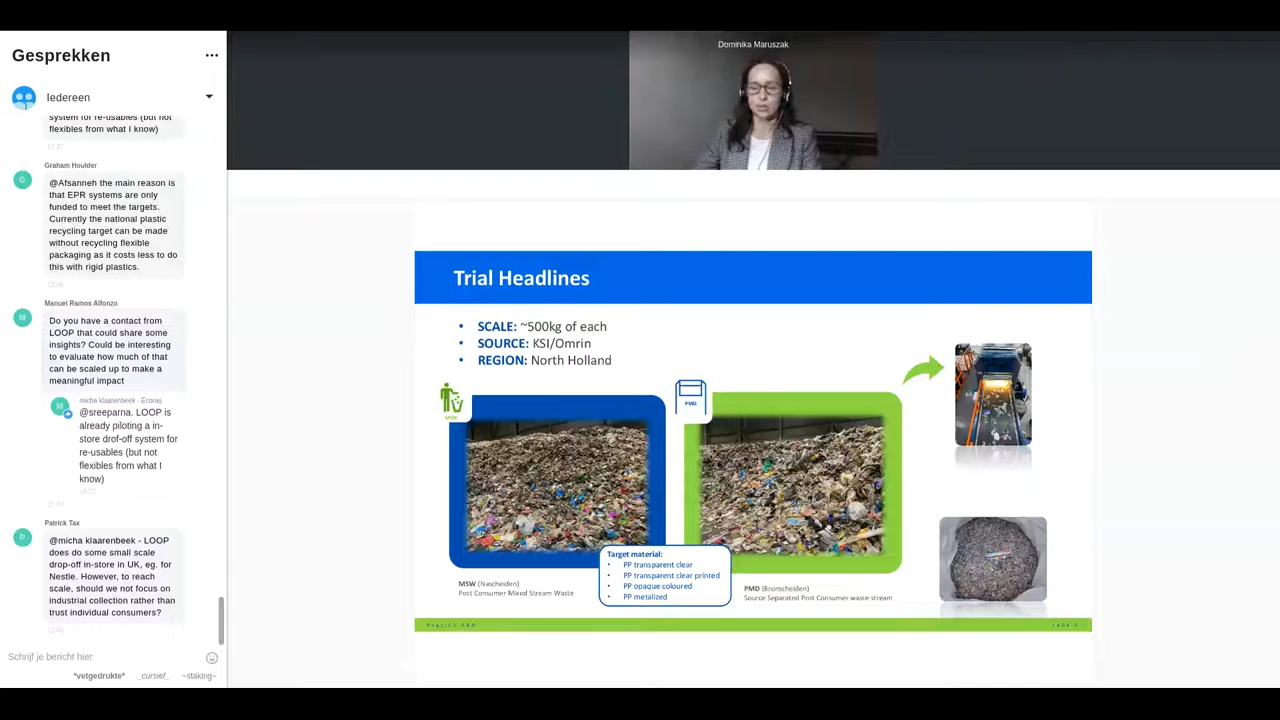 Gesprekken
Iedereen
system for re-usables (but not
flexibles from what I know)
Graham Houlder
G
@Afsanneh the main reason is
that EPR systems are only
funded to meet the targets.
Currently the national plastic
recycling target can be made
without recycling flexible
packaging as it costs less to do
this with rigid plastics.
Manuel Ramos Alfonzo
M
Do you have a contact from
LOOP that could share some
insights? Could be interesting
to evaluate how much of that
can be scaled up to make a
meaningful impact
micha klaarenbeek - Ecoras
M
@sreeparna. LOOP is
already piloting a in-
store drof-off system for
re-usables (but not
flexibles from what I
know)
Patrick Tax
P
@micha klaarenbeek - LOOP
does do some small scale
drop-off in-store in UK, eg. for
Nestle. However, to reach
scale, should we not focus on
industrial collection rather than
trust individual consumers?
Schrijf je bericht hier
*vetgedrukte* _cursief_ ~staking~
Dominika Maruszak
Trial Headlines
• SCALE: ~500kg of each
• SOURCE: KSI/Omrin
• REGION: North Holland
MSW
PMD
Target material:
• PP transparent clear
• PP transparent clear printed
• PP opaque coloured
• PP metalized
MSW (Nascheiden)
Post Consumer Mixed Stream Waste
PMD (Bronscheiden)
Source Separated Post Consumer waste stream
PepsiCo R&D